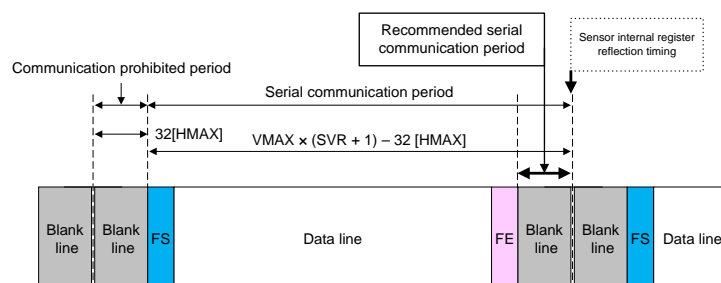 Recommended serial
communication period
Sensor internal register
reflection timing
Communication prohibited period
Serial communication period
32[HMAX]
VMAX × (SVR + 1) – 32 [HMAX]
Blank
line
Blank
line
FS
Data line
FE
Blank
line
Blank
line
FS
Data line